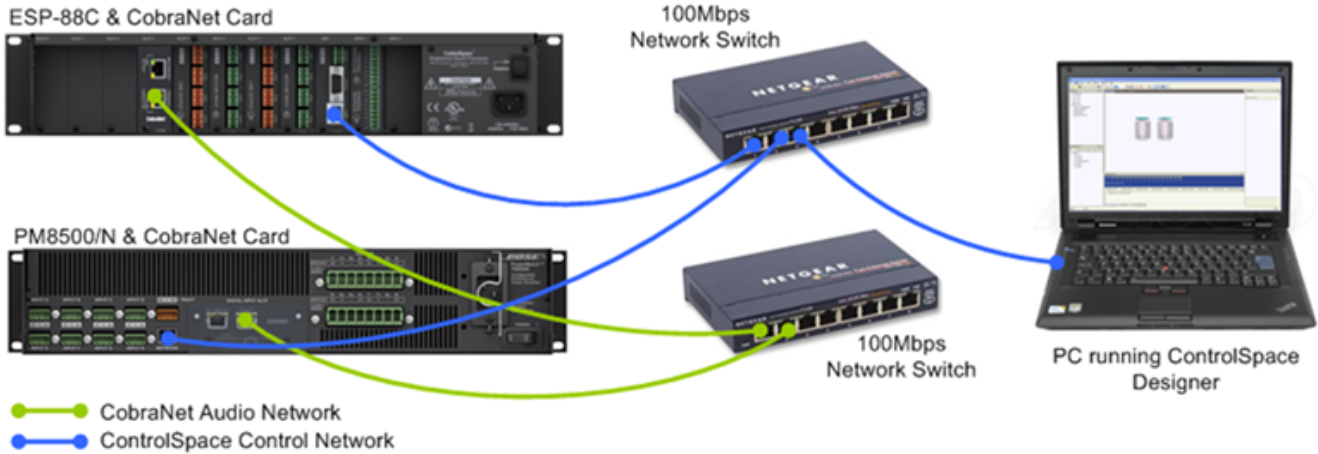 ESP-88C & CobraNet Card
100Mbps
Network Switch
NETGEAR
PM8500/N & CobraNet Card
BOSE
NETGEAR
100Mbps
Network Switch
PC running ControlSpace
Designer
CobraNet Audio Network
ControlSpace Control Network